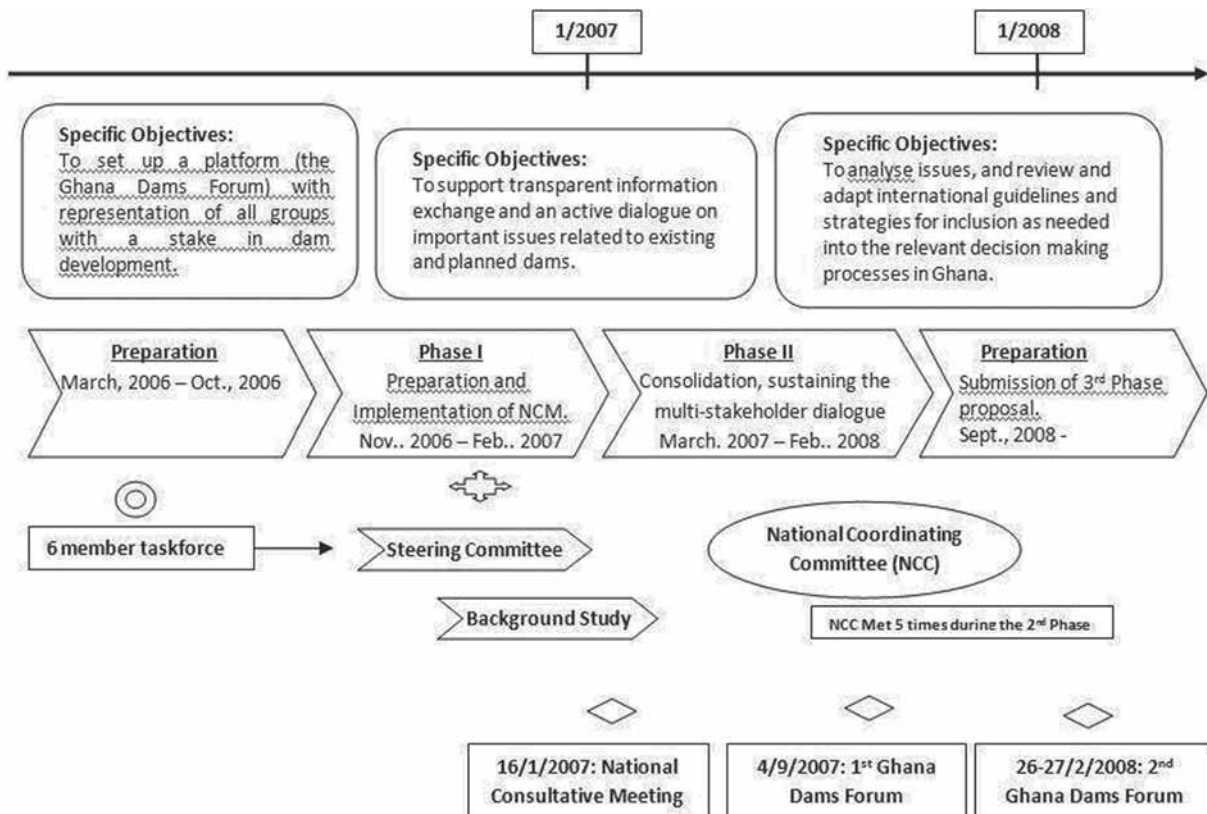 1/2007
1/2008
Specific Objectives:
To set up a platform (the
Ghana Dams Forum) with
representation of all groups
with a stake in dam
development.
Specific Objectives:
To support transparent information
exchange and an active dialogue on
important issues related to existing
and planned dams.
Specific Objectives:
To analyse issues, and review and
adapt international guidelines and
strategies for inclusion as needed
into the relevant decision making
processes in Ghana.
Preparation
March, 2006 – Oct., 2006
Phase I
Preparation and
Implementation of NCM.
Nov.. 2006 – Feb.. 2007
Phase II
Consolidation, sustaining the
multi-stakeholder dialogue
March. 2007 – Feb.. 2008
Preparation
Submission of 3rd Phase
proposal.
Sept., 2008 -
6 member taskforce
Steering Committee
National Coordinating
Committee (NCC)
Background Study
NCC Met 5 times during the 2nd Phase
16/1/2007: National
Consultative Meeting
4/9/2007: 1st Ghana
Dams Forum
26-27/2/2008: 2nd
Ghana Dams Forum